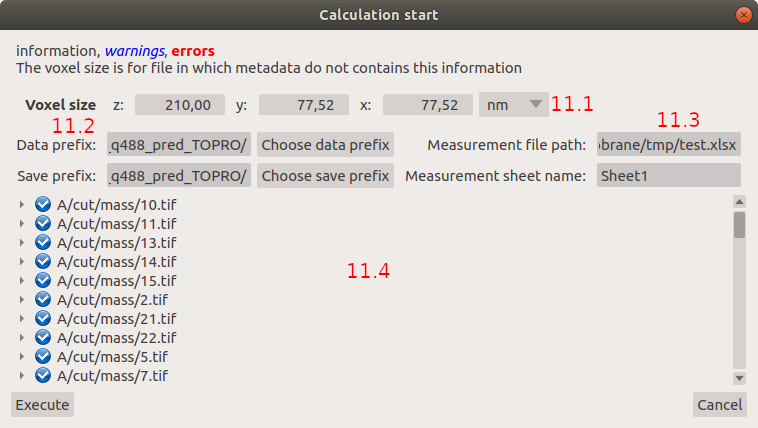 Calculation start
information, warnings, errors
The voxel size is for file in which metadata do not contains this information
Voxel size z: 210,00 y: 77,52 x: 77,52 nm 11.1
11.2 11.3
Data prefix: _q488_pred_TOPRO/ Choose data prefix Measurement file path: obrane/tmp/test.xlsx
Save prefix: _q488_pred_TOPRO/ Choose save prefix Measurement sheet name: Sheet1
A/cut/mass/10.tif
A/cut/mass/11.tif
A/cut/mass/13.tif
A/cut/mass/14.tif
11.4
A/cut/mass/15.tif
A/cut/mass/2.tif
A/cut/mass/21.tif
A/cut/mass/22.tif
A/cut/mass/5.tif
A/cut/mass/7.tif
Execute Cancel